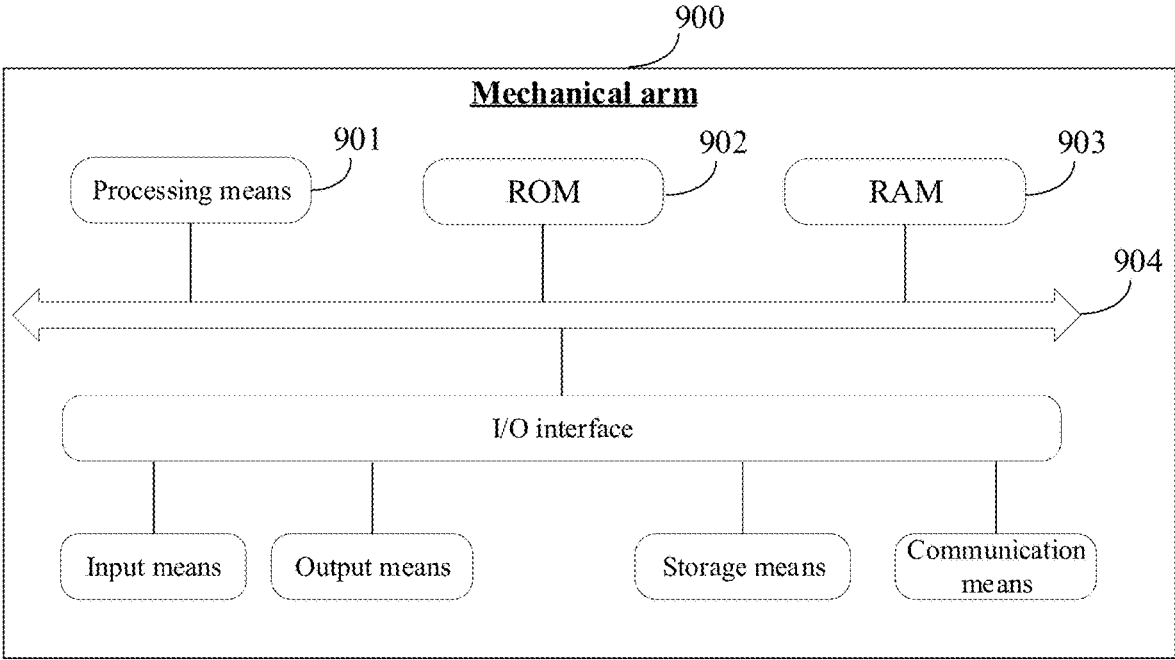 900
Mechanical arm
901
902
903
Processing means
ROM
RAM
904
I/O interface
Input means
Output means
Storage means
Communication
means